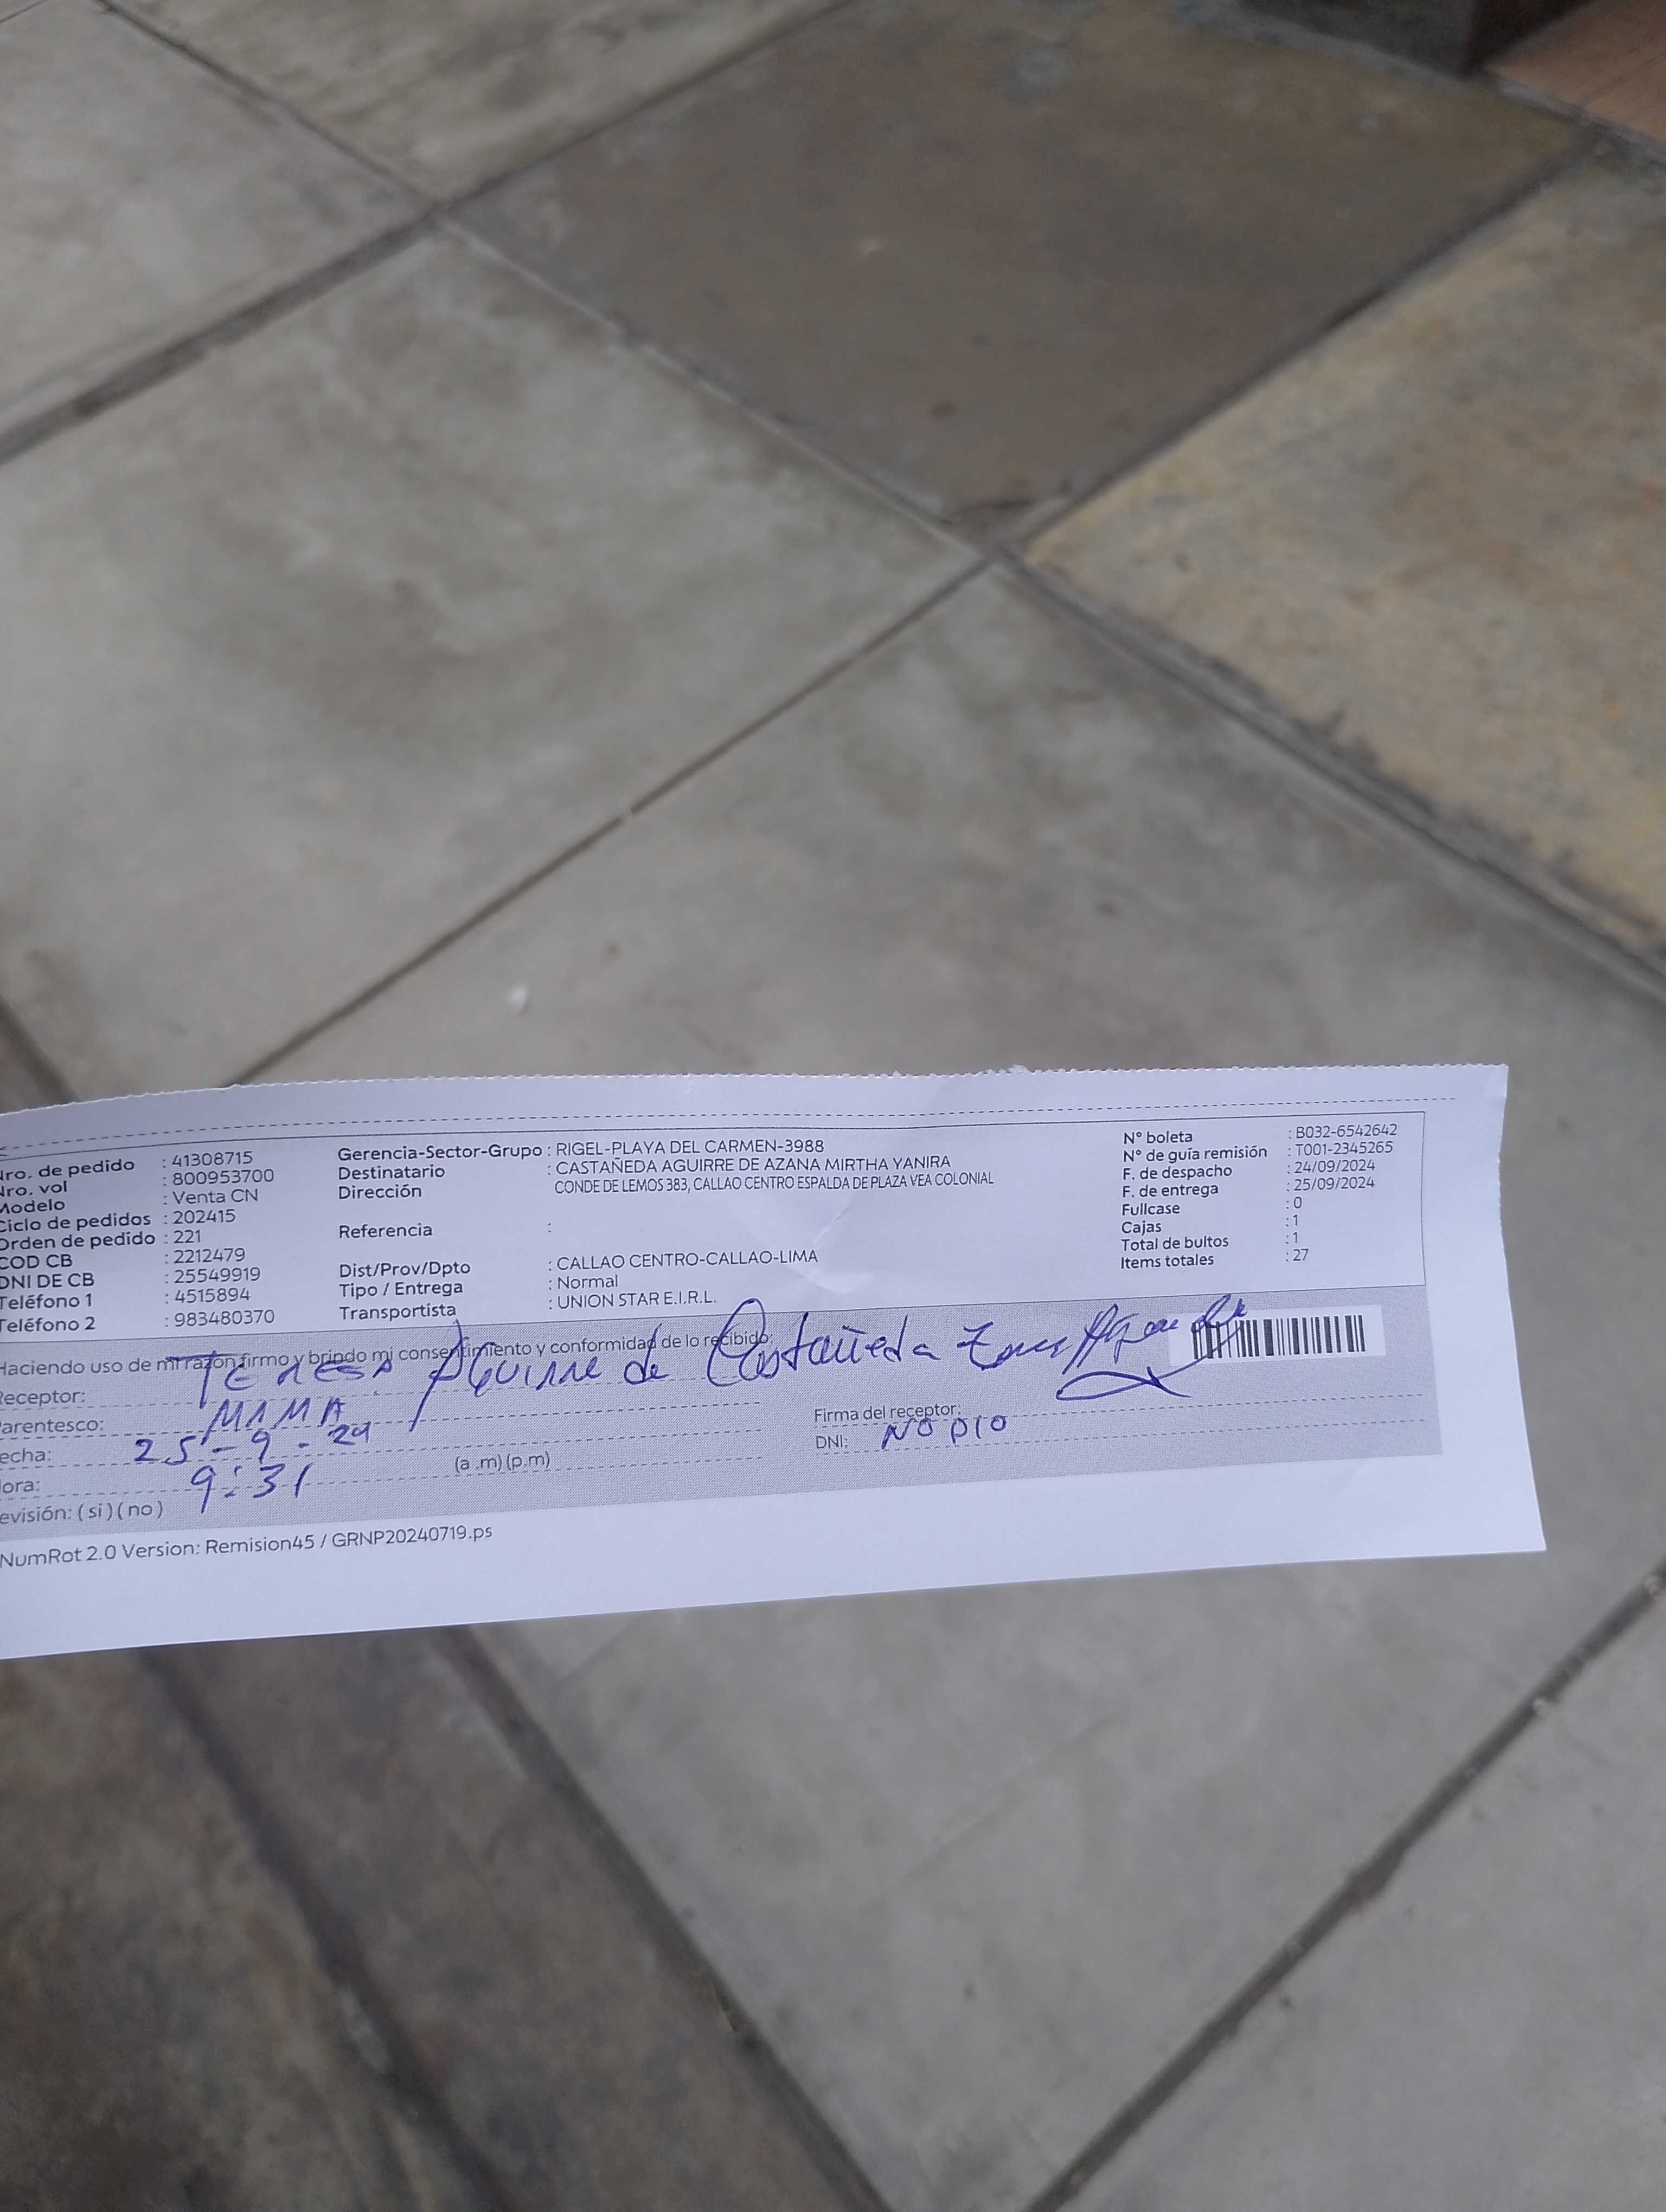 Nro. de pedido : 41308715
Nro. vol : 800953700
Modelo : Venta CN
Ciclo de pedidos : 202415
Orden de pedido : 221
COD CB : 2212479
DNI DE CB : 25549919
Teléfono 1 : 4515894
Teléfono 2 : 983480370
Gerencia-Sector-Grupo : RIGEL-PLAYA DEL CARMEN-3988
Destinatario : CASTAÑEDA AGUIRRE DE AZANA MIRTHA YANIRA
Dirección CONDE DE LEMOS 383, CALLAO CENTRO ESPALDA DE PLAZA VEA COLONIAL
Referencia :
Dist/Prov/Dpto : CALLAO CENTRO-CALLAO-LIMA
Tipo / Entrega : Normal
Transportista : UNION STAR E.I.R.L.
N° boleta : B032-6542642
N° de guía remisión : T001-2345265
F. de despacho : 24/09/2024
F. de entrega : 25/09/2024
Fullcase : 0
Cajas : 1
Total de bultos : 1
Items totales : 27
Haciendo uso de mi razón firmo y brindo mi consentimiento y conformidad de lo recibido:
Receptor: TERESA AGUIRRE de Castañeda
Parentesco: MAMA
echa: 25-9-24
ora: 9:31 (a .m) (p.m)
evisión: ( si ) ( no )
Firma del receptor:
DNI: NO DIO
NumRot 2.0 Version: Remision45 / GRNP20240719.ps